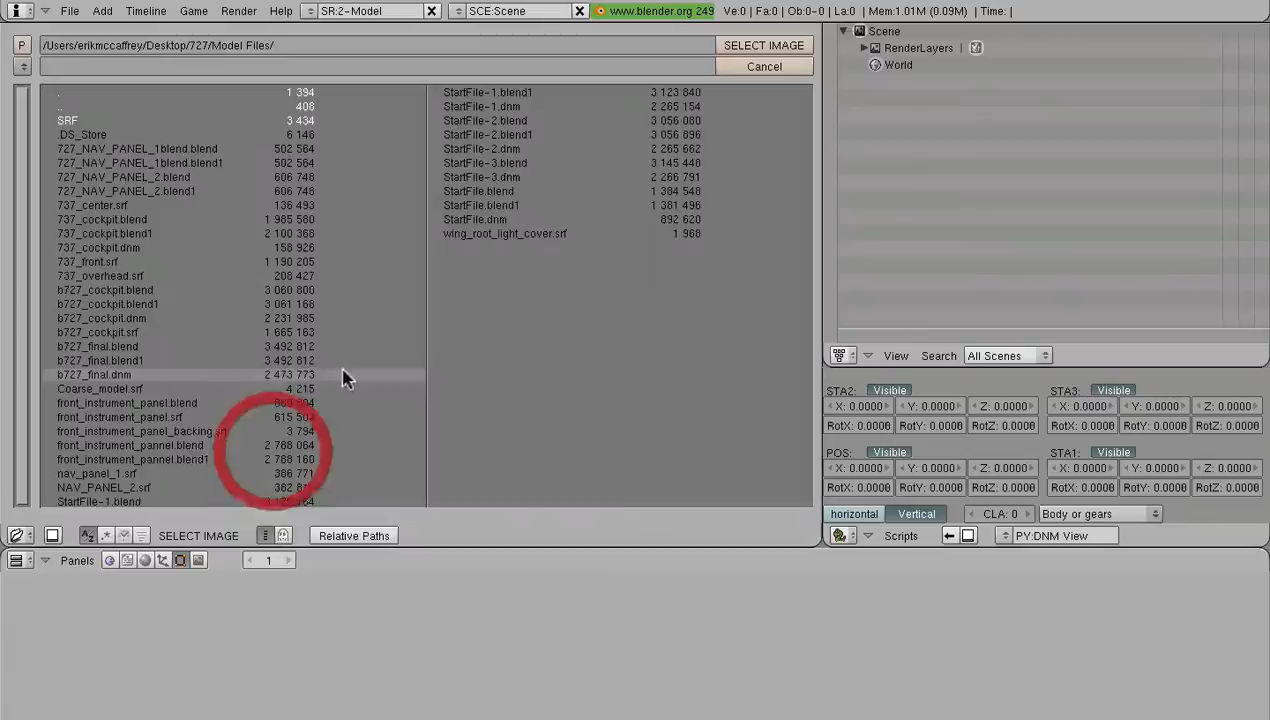 File Add Timeline Game Render Help SR:2-Model SCE:Scene www.blender.org 249 Ve:0 | Fa:0 | Ob:0-0 | La:0 | Mem:1.01M (0.09M) | Time: |
P /Users/erikmccaffrey/Desktop/727/Model Files/ SELECT IMAGE
Cancel
. 1 394
.. 408
SRF 3 434
.DS_Store 6 148
727_NAV_PANEL_1blend.blend 502 564
727_NAV_PANEL_1blend.blend1 502 564
727_NAV_PANEL_2.blend 606 748
727_NAV_PANEL_2.blend1 606 748
737_center.srf 136 493
737_cockpit.blend 1 985 580
737_cockpit.blend1 2 100 368
737_cockpit.dnm 158 926
737_front.srf 1 190 205
737_overhead.srf 208 427
b727_cockpit.blend 3 060 800
b727_cockpit.blend1 3 061 168
b727_cockpit.dnm 2 231 985
b727_cockpit.srf 1 665 163
b727_final.blend 3 492 812
b727_final.blend1 3 492 812
b727_final.dnm 2 473 773
Coarse_model.srf 4 215
front_instrument_panel.blend
front_instrument_panel.srf
front_instrument_panel_backing 3 794
front_instrument_pannel.blend 2 788 064
front_instrument_pannel.blend1 2 788 160
nav_panel_1.srf 386 771
NAV_PANEL_2.srf
StartFile-1.blend
StartFile-1.blend1 3 123 840
StartFile-1.dnm 2 265 154
StartFile-2.blend 3 056 080
StartFile-2.blend1 3 056 896
StartFile-2.dnm 2 265 662
StartFile-3.blend 3 145 448
StartFile-3.dnm 2 266 791
StartFile.blend 1 384 548
StartFile.blend1 1 381 496
StartFile.dnm 892 620
wing_root_light_cover.srf 1 968
SELECT IMAGE Relative Paths
Scene
RenderLayers |
World
View Search All Scenes
STA2: Visible STA3: Visible
X: 0.0000 Y: 0.0000 Z: 0.0000 X: 0.0000 Y: 0.0000 Z: 0.0000
RotX: 0.0000 RotY: 0.0000 RotZ: 0.0000 RotX: 0.0000 RotY: 0.0000 RotZ: 0.0000
POS: Visible STA1: Visible
X: 0.0000 Y: 0.0000 Z: 0.0000 X: 0.0000 Y: 0.0000 Z: 0.0000
RotX: 0.0000 RotY: 0.0000 RotZ: 0.0000 RotX: 0.0000 RotY: 0.0000 RotZ: 0.0000
horizontal Vertical CLA: 0 Body or gears
Scripts PY:DNM View
Panels 1